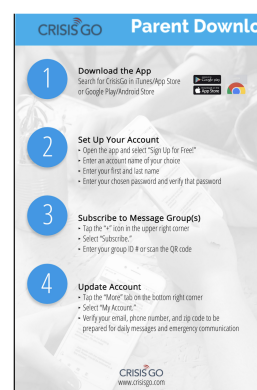 CRISISGO Parent Downlo
1
Download the App
Search for CrisisGo in iTunes/App Store
or Google Play/Android Store
Google play
App Store
2
Set Up Your Account
• Open the app and select "Sign Up for Free!"
• Enter an account name of your choice
• Enter your first and last name
• Enter your chosen password and verify that password
3
Subscribe to Message Group(s)
• Tap the "+" icon in the upper right corner
• Select "Subscribe."
• Enter your group ID # or scan the QR code
4
Update Account
• Tap the "More" tab on the bottom right corner
• Select "My Account."
• Verify your email, phone number, and zip code to be
prepared for daily messages and emergency communication
CRISISGO
www.crisisgo.com